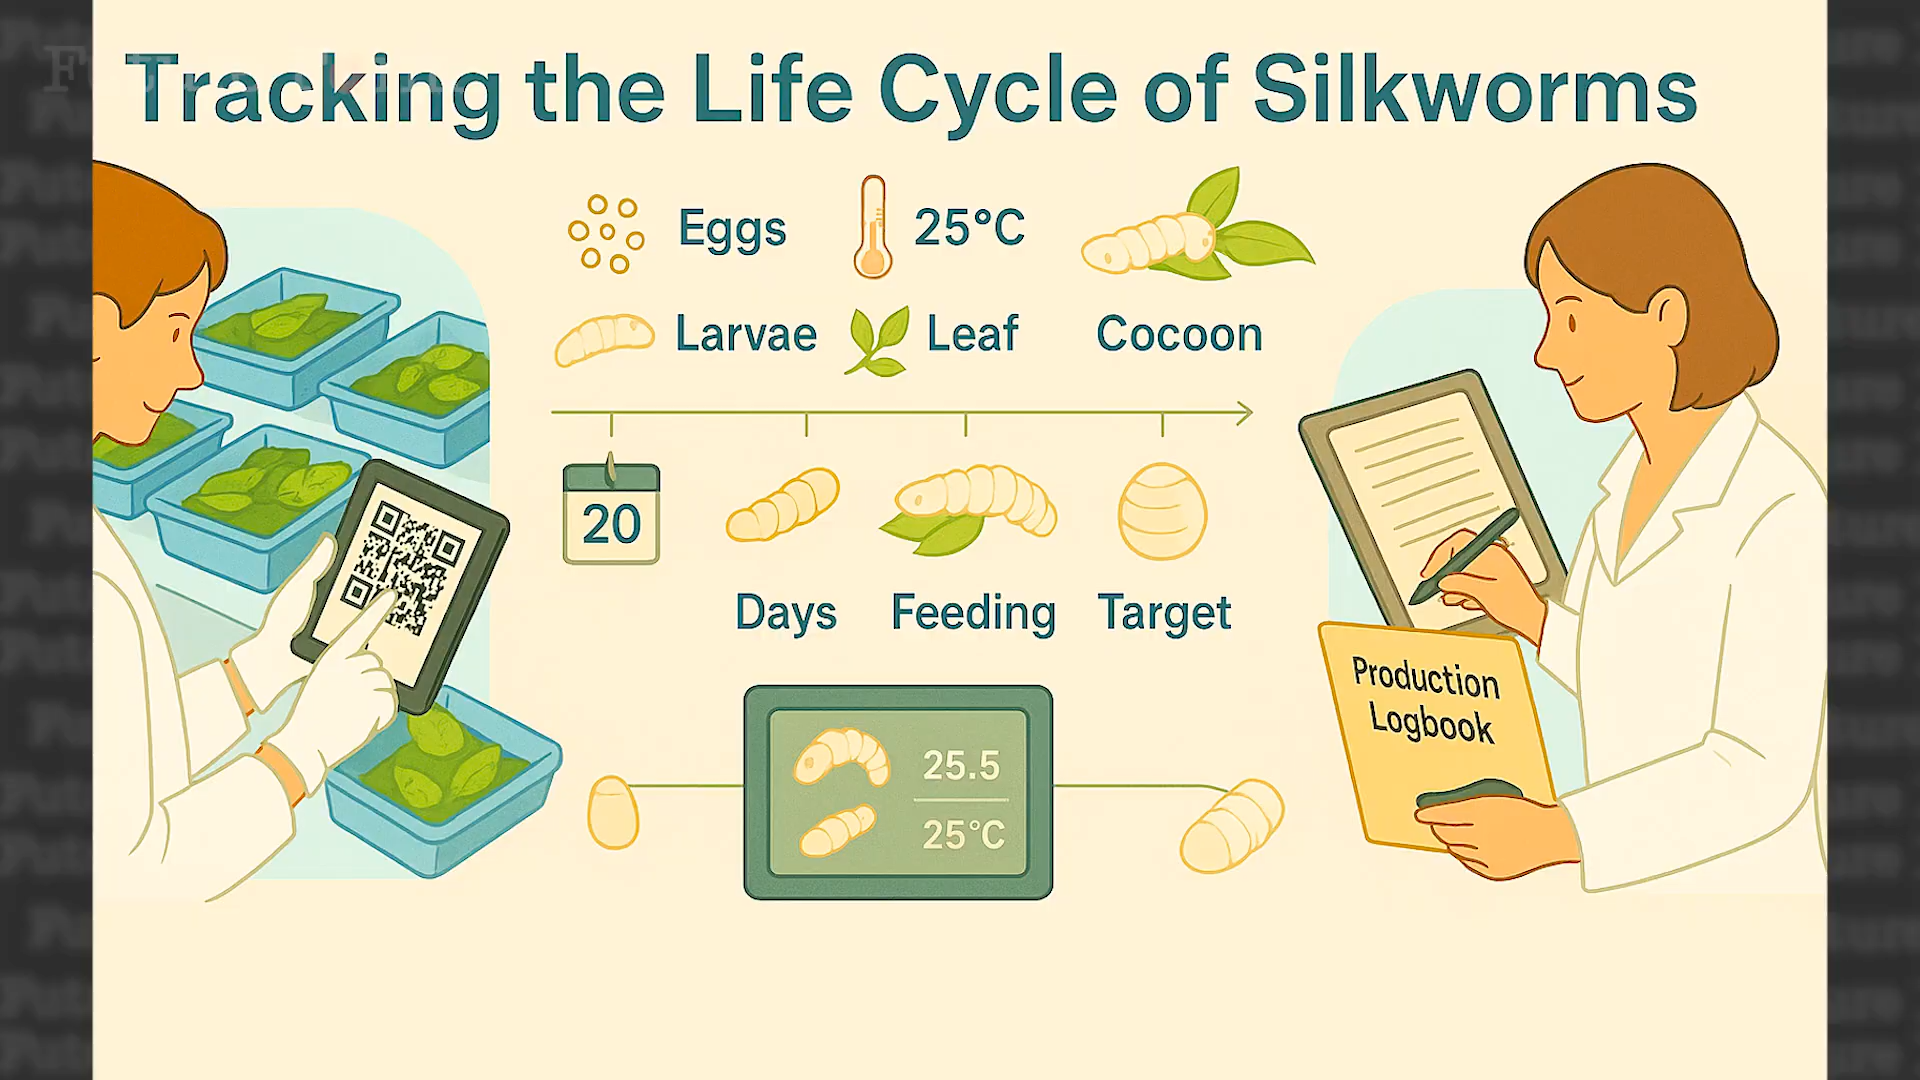 Tracking the Life Cycle of Silkworms
Eggs
25°C
Larvae
Leaf
Cocoon
20
Days
Feeding
Target
25.5
25°C
Production
Logbook